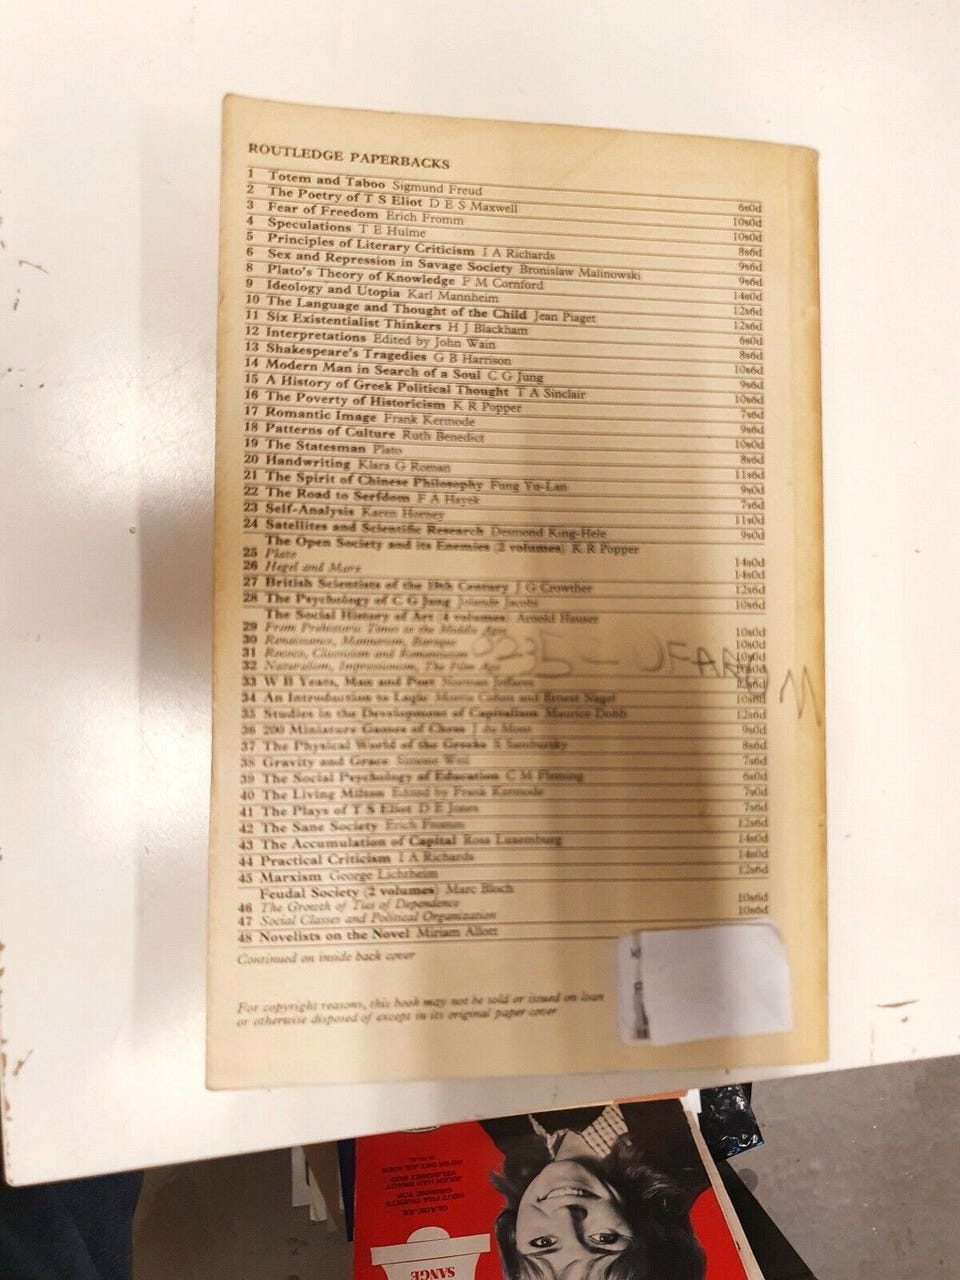 ROUTLEDGE PAPERBACKS
1 Totem and Taboo Sigmund Freud 6s0d
2 The Poetry of T S Eliot D E S Maxwell 10s0d
3 Fear of Freedom Erich Fromm 10s0d
4 Speculations T E Hulme 8s6d
5 Principles of Literary Criticism I A Richards 9s6d
6 Sex and Repression in Savage Society Bronislaw Malinowski 9s6d
8 Plato's Theory of Knowledge F M Cornford 14s0d
9 Ideology and Utopia Karl Mannheim 12s6d
10 The Language and Thought of the Child Jean Piaget 12s6d
11 Six Existentialist Thinkers H J Blackham 6s0d
12 Interpretations Edited by John Wain 8s6d
13 Shakespeare's Tragedies G B Harrison 10s6d
14 Modern Man in Search of a Soul C G Jung 9s6d
15 A History of Greek Political Thought T A Sinclair 10s6d
16 The Poverty of Historicism K R Popper 7s6d
17 Romantic Image Frank Kermode 9s6d
18 Patterns of Culture Ruth Benedict 10s0d
19 The Statesman Plato 8s6d
20 Handwriting Klara G Roman 11s6d
21 The Spirit of Chinese Philosophy Fung Yu-Lan 9s0d
22 The Road to Serfdom F A Hayek 7s6d
23 Self-Analysis Karen Horney 11s0d
24 Satellites and Scientific Research Desmond King-Hele 9s0d
The Open Society and its Enemies (2 volumes) K R Popper
25 Plato 14s0d
26 Hegel and Marx 14s0d
27 British Scientists of the 19th Century J G Crowther 12s6d
28 The Psychology of C G Jung Jolande Jacobi 10s6d
The Social History of Art (4 volumes) Arnold Hauser
29 From Prehistoric Times to the Middle Ages 10s0d
30 Renaissance, Mannerism, Baroque 10s0d
31 Rococo, Classicism and Romanticism 10s0d
32 Naturalism, Impressionism, The Film Age 10s0d
33 W B Yeats, Man and Poet Norman Jeffares 12s6d
34 An Introduction to Logic Morris Cohen and Ernest Nagel 10s6d
35 Studies in the Development of Capitalism Maurice Dobb 12s6d
36 200 Miniature Games of Chess J du Mont 9s0d
37 The Physical World of the Greeks S Sambursky 8s6d
38 Gravity and Grace Simone Weil 7s6d
39 The Social Psychology of Education C M Fleming 6s0d
40 The Living Milton Edited by Frank Kermode 7s0d
41 The Plays of T S Eliot D E Jones 7s6d
42 The Sane Society Erich Fromm 12s6d
43 The Accumulation of Capital Rosa Luxemburg 14s0d
44 Practical Criticism I A Richards 14s0d
45 Marxism George Lichtheim 12s6d
Feudal Society (2 volumes) Marc Bloch
46 The Growth of Ties of Dependence 10s6d
47 Social Classes and Political Organization 10s6d
48 Novelists on the Novel Miriam Allott
Continued on inside back cover
For copyright reasons, this book may not be sold or issued on loan
or otherwise disposed of except in its original paper cover
GLADE JUL
SANGE